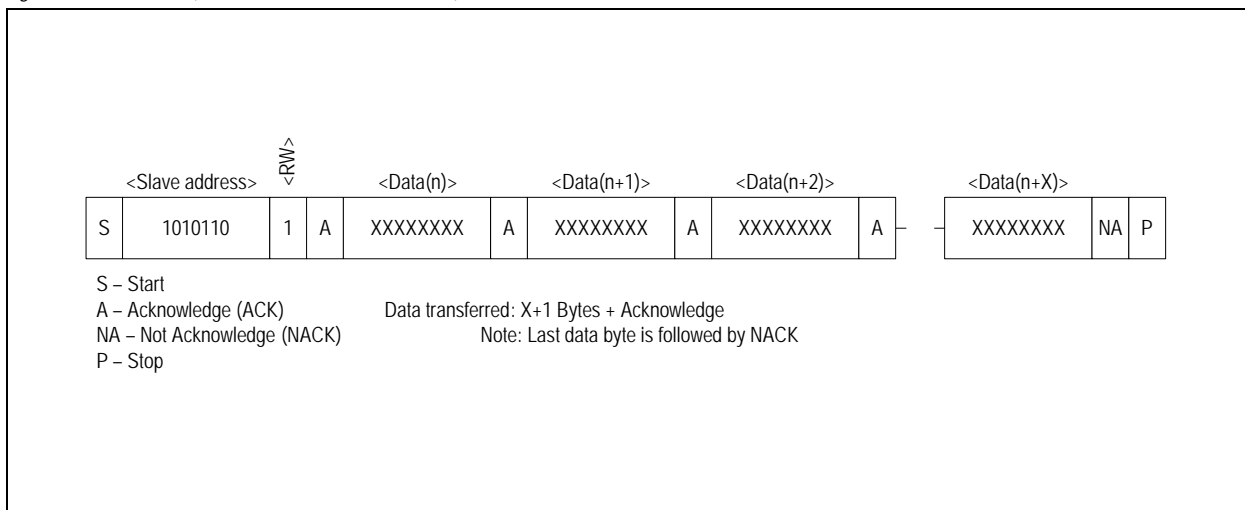 <RW>
<Slave address> <Data(n)> <Data(n+1)> <Data(n+2)> <Data(n+X)>
S 1010110 1 A XXXXXXXX A XXXXXXXX A XXXXXXXX A XXXXXXXX NA P
S – Start
A – Acknowledge (ACK) Data transferred: X+1 Bytes + Acknowledge
NA – Not Acknowledge (NACK) Note: Last data byte is followed by NACK
P – Stop